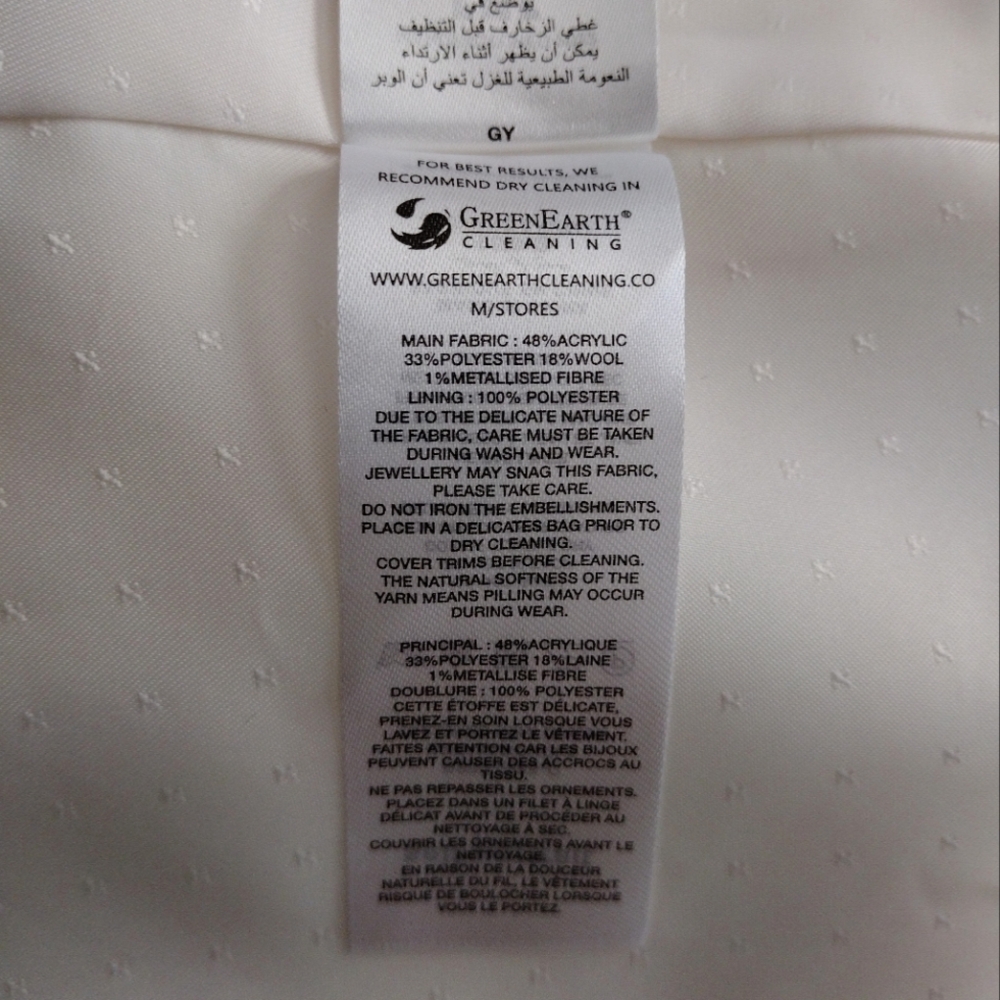 يوضع في
غطي الزخارف قبل التنظيف
يمكن أن يظهر أثناء الارتداء
النعومة الطبيعية للغزل تعني أن الوبر
GY
FOR BEST RESULTS, WE
RECOMMEND DRY CLEANING IN
GREENEARTH®
CLEANING
WWW.GREENEARTHCLEANING.CO
M/STORES
MAIN FABRIC : 48%ACRYLIC
33%POLYESTER 18%WOOL
1%METALLISED FIBRE
LINING : 100% POLYESTER
DUE TO THE DELICATE NATURE OF
THE FABRIC, CARE MUST BE TAKEN
DURING WASH AND WEAR.
JEWELLERY MAY SNAG THIS FABRIC,
PLEASE TAKE CARE.
DO NOT IRON THE EMBELLISHMENTS.
PLACE IN A DELICATES BAG PRIOR TO
DRY CLEANING.
COVER TRIMS BEFORE CLEANING.
THE NATURAL SOFTNESS OF THE
YARN MEANS PILLING MAY OCCUR
DURING WEAR.
PRINCIPAL : 48%ACRYLIQUE
33%POLYESTER 18%LAINE
1%METALLISE FIBRE
DOUBLURE : 100% POLYESTER
CETTE ÉTOFFE EST DÉLICATE,
PRENEZ-EN SOIN LORSQUE VOUS
LAVEZ ET PORTEZ LE VÊTEMENT.
FAITES ATTENTION CAR LES BIJOUX
PEUVENT CAUSER DES ACCROCS AU
TISSU.
NE PAS REPASSER LES ORNEMENTS.
PLACEZ DANS UN FILET À LINGE
DÉLICAT AVANT DE PROCÉDER AU
NETTOYAGE À SEC.
COUVRIR LES ORNEMENTS AVANT LE
NETTOYAGE.
EN RAISON DE LA DOUCEUR
NATURELLE DU FIL, LE VÊTEMENT
RISQUE DE BOULOCHER LORSQUE
VOUS LE PORTEZ.